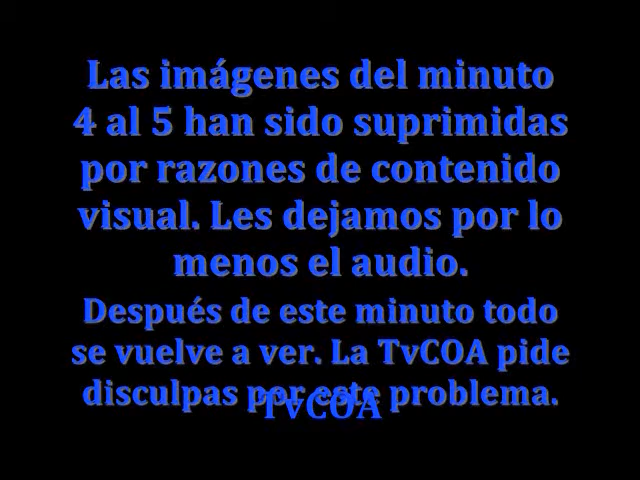 Las imágenes del minuto
4 al 5 han sido suprimidas
por razones de contenido
visual. Les dejamos por lo
menos el audio.
Después de este minuto todo
se vuelve a ver. La TvCOA pide
disculpas por este problema.
TvCOA